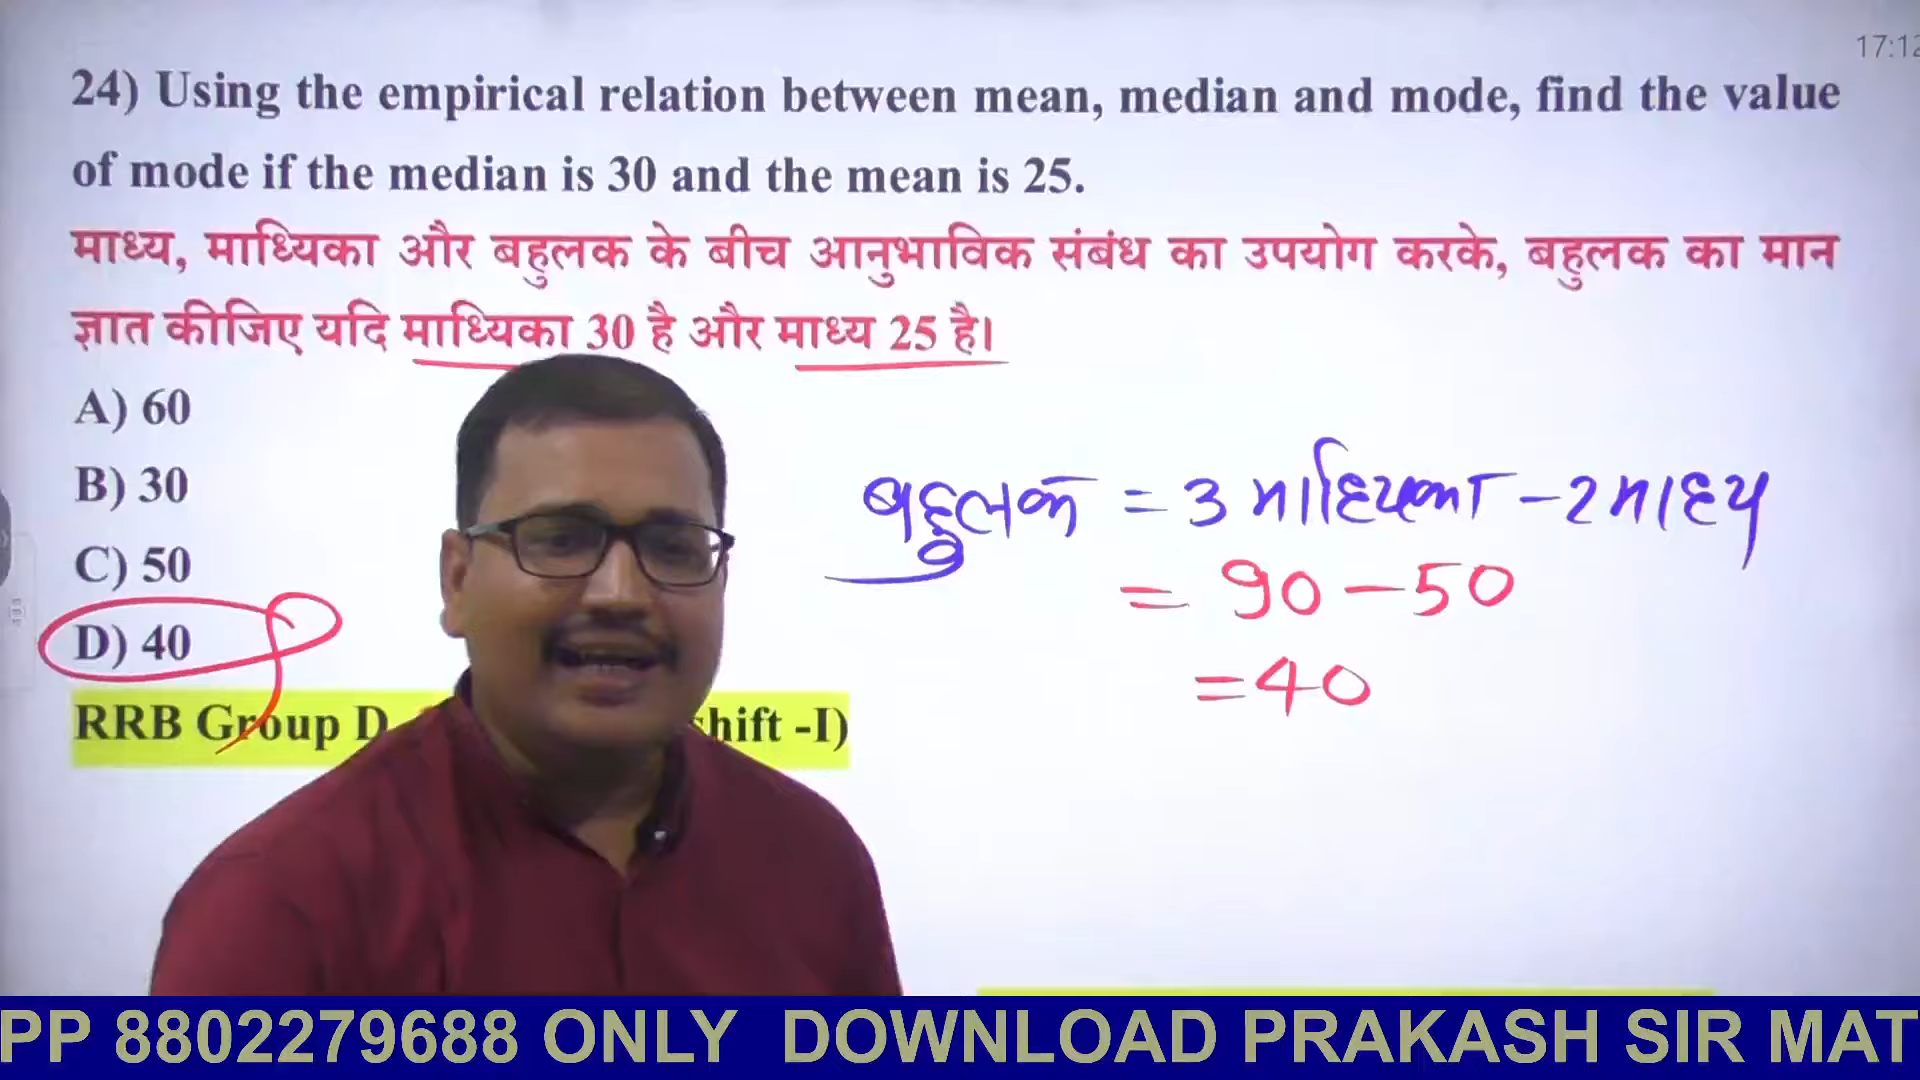 17:12
24) Using the empirical relation between mean, median and mode, find the value
of mode if the median is 30 and the mean is 25.
माध्य, माध्यिका और बहुलक के बीच आनुभाविक संबंध का उपयोग करके, बहुलक का मान
ज्ञात कीजिए यदि माध्यिका 30 है और माध्य 25 है।
A) 60
B) 30
C) 50
D) 40
बहुलक = 3 माध्यिका - 2 माध्य
= 90 - 50
= 40
RRB Group D shift -I)
PP 8802279688 ONLY DOWNLOAD PRAKASH SIR MAT